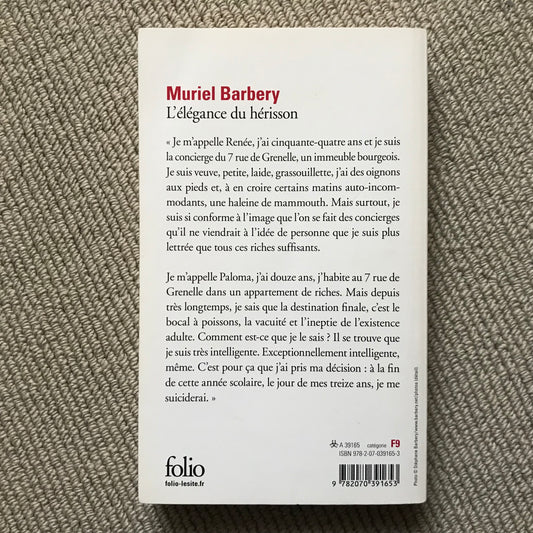 Muriel Barbery
L'élégance du hérisson
« Je m'appelle Renée, j'ai cinquante-quatre ans et je suis
la concierge du 7 rue de Grenelle, un immeuble bourgeois.
Je suis veuve, petite, laide, grassouillette, j'ai des oignons
aux pieds et, à en croire certains matins auto-incom-
modants, une haleine de mammouth. Mais surtout, je
suis si conforme à l'image que l'on se fait des concierges
qu'il ne viendrait à l'idée de personne que je suis plus
lettrée que tous ces riches suffisants.
Je m'appelle Paloma, j'ai douze ans, j'habite au 7 rue de
Grenelle dans un appartement de riches. Mais depuis
très longtemps, je sais que la destination finale, c'est le
bocal à poissons, la vacuité et l'ineptie de l'existence
adulte. Comment est-ce que je le sais ? Il se trouve que
je suis très intelligente. Exceptionnellement intelligente,
même. C'est pour ça que j'ai pris ma décision : à la fin
de cette année scolaire, le jour de mes treize ans, je me
suiciderai. »
Photo © Stéphane Barbery/www.barbery.net/photos (détail).
A 39165 catégorie F9
ISBN 978-2-07-039165-3
folio
folio-lesite.fr
9 782070 391653